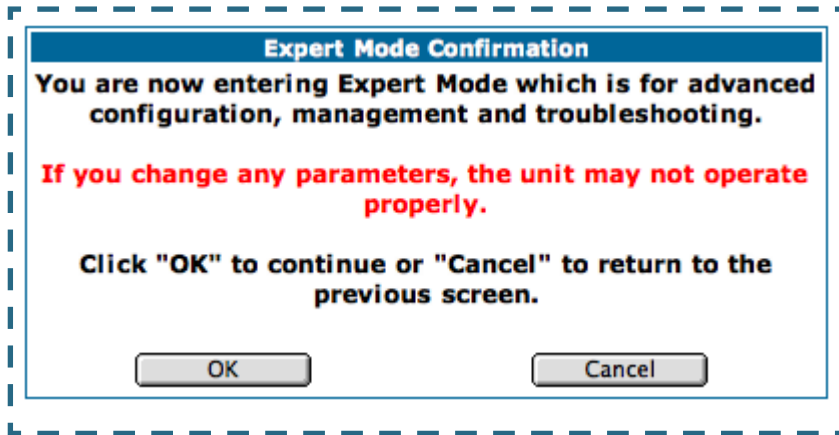 Expert Mode Confirmation
You are now entering Expert Mode which is for advanced
configuration, management and troubleshooting.
If you change any parameters, the unit may not operate
properly.
Click "OK" to continue or "Cancel" to return to the
previous screen.
OK Cancel